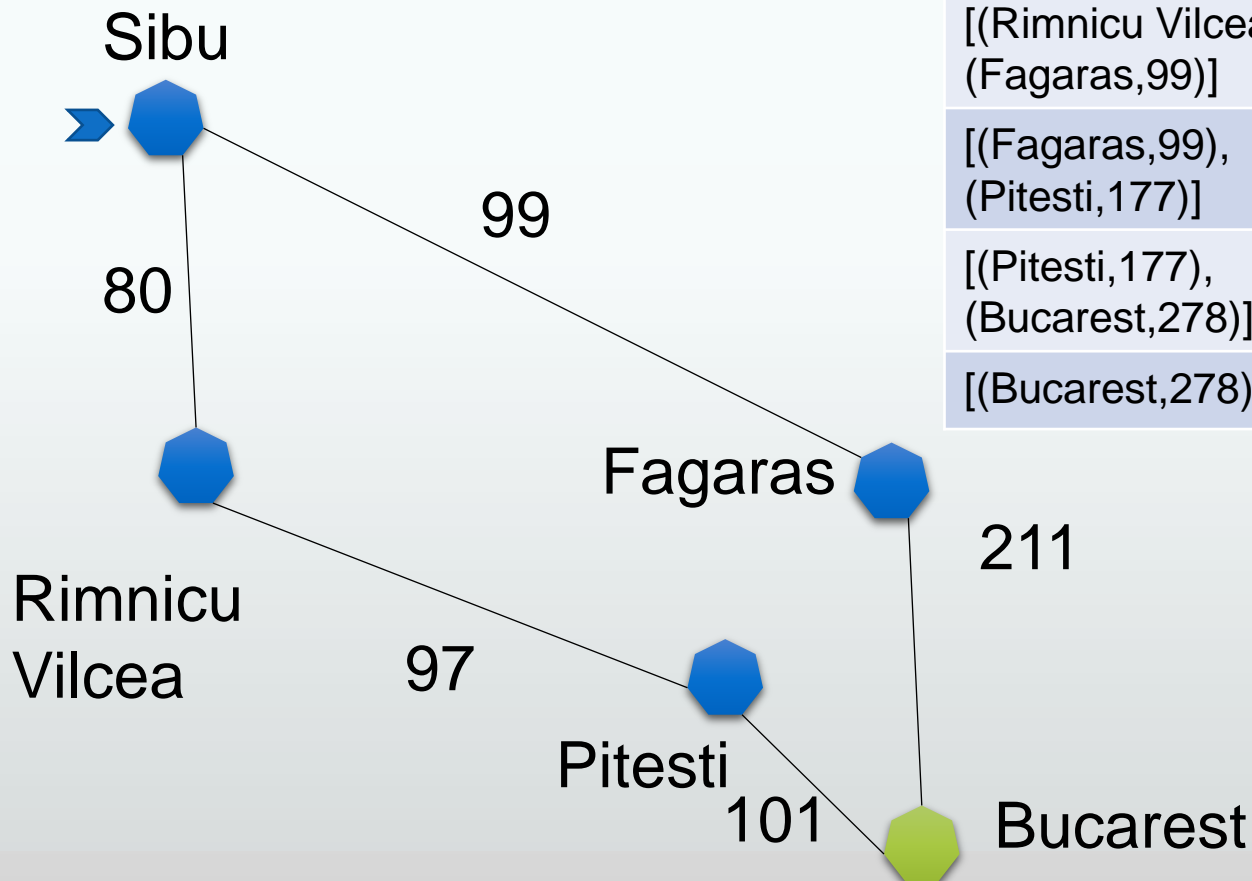 Sibu
[(Rimnicu Vilcea
(Fagaras,99)]
[(Fagaras,99),
(Pitesti,177)]
[(Pitesti,177),
(Bucarest,278)]
[(Bucarest,278)
99
80
Fagaras
211
Rimnicu
Vilcea
97
Pitesti
101
Bucarest